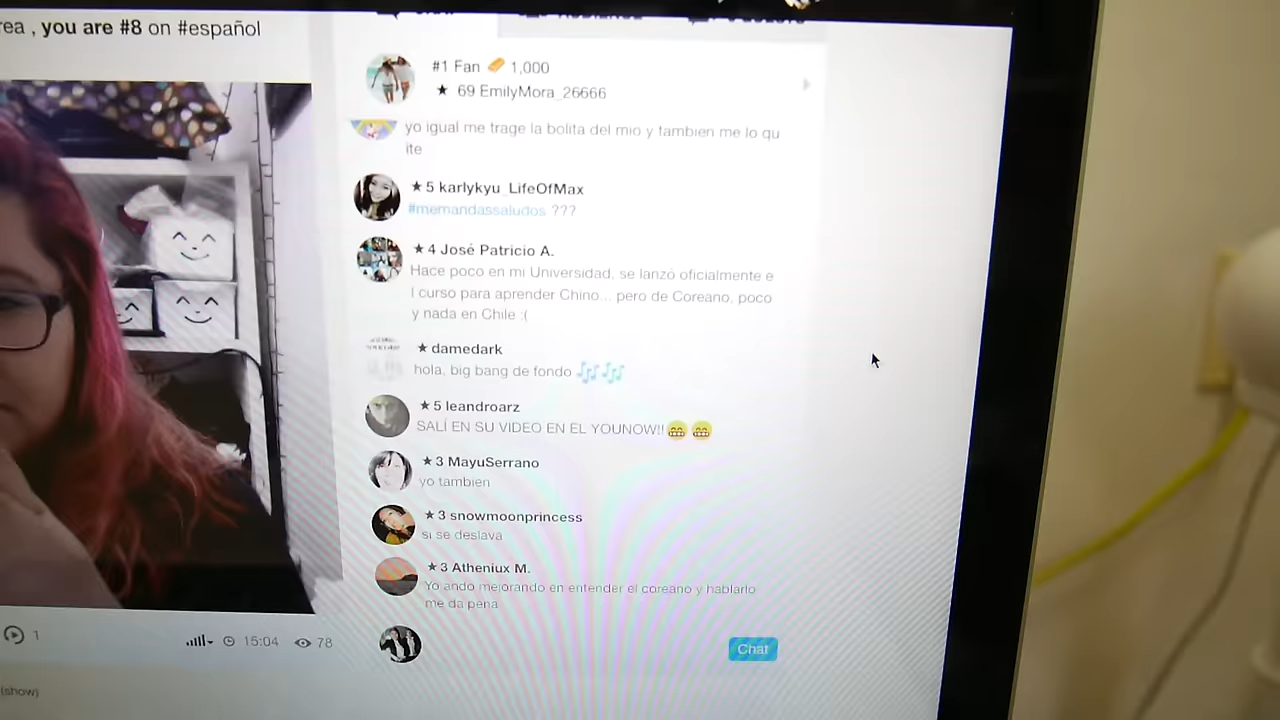 rea , you are #8 on #español
#1 Fan 1,000
★ 69 EmilyMora_26666
yo igual me trage la bolita del mio y tambien me lo qu
ite
★ 5 karlykyu_LifeOfMax
#memandassaludos ???
★ 4 José Patricio A.
Hace poco en mi Universidad, se lanzó oficialmente e
l curso para aprender Chino... pero de Coreano, poco
y nada en Chile :(
★ damedark
hola, big bang de fondo
★ 5 leandroarz
SALÍ EN SU VIDEO EN EL YOUNOW!!
★ 3 MayuSerrano
yo tambien
★ 3 snowmoonprincess
si se deslava
★ 3 Atheniux M.
Yo ando mejorando en entender el coreano y hablarlo
me da pena
1
15:04
78
Chat
(show)